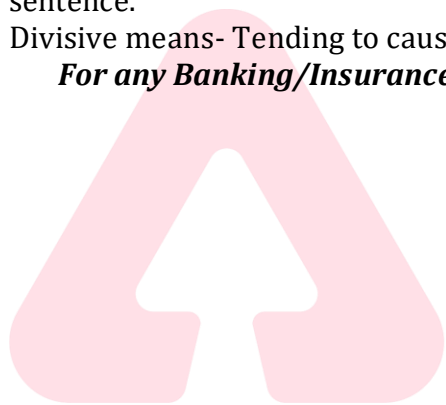 sentence.
Divisive means- Tending to caus
For any Banking/Insurance